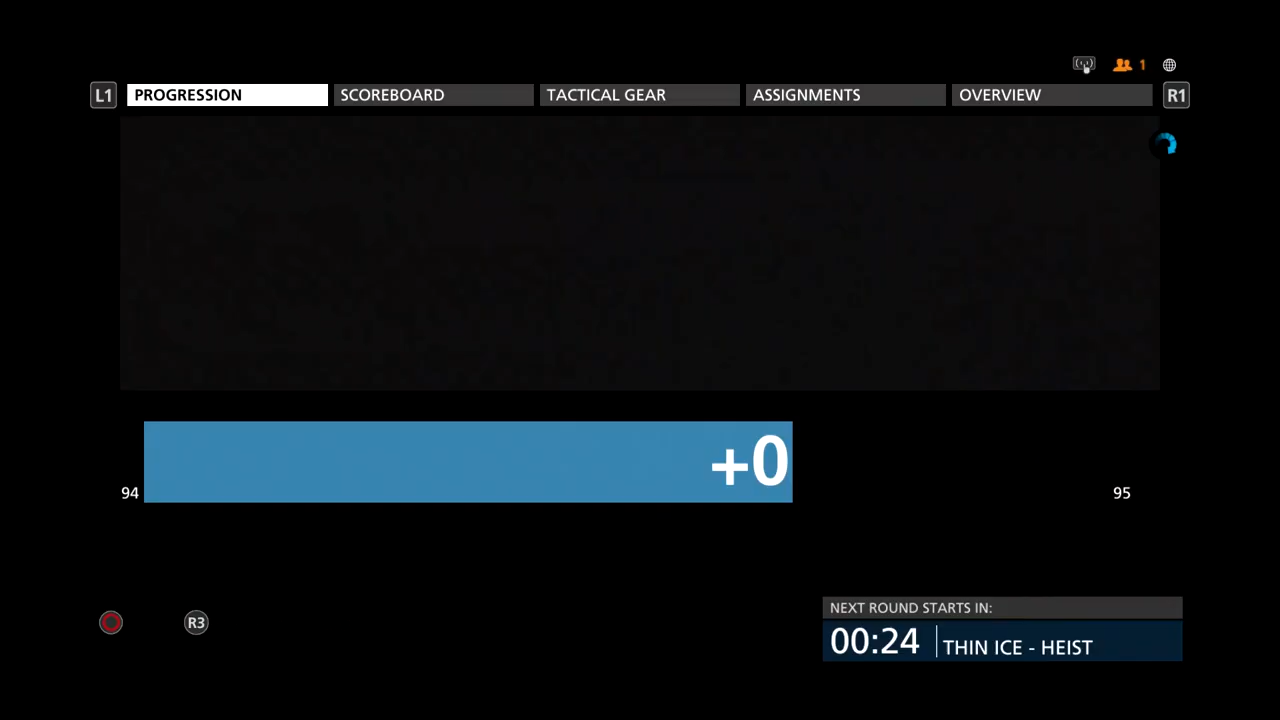 1
L1 PROGRESSION SCOREBOARD TACTICAL GEAR ASSIGNMENTS OVERVIEW R1
+0
94 95
R3
NEXT ROUND STARTS IN:
00:24 THIN ICE - HEIST